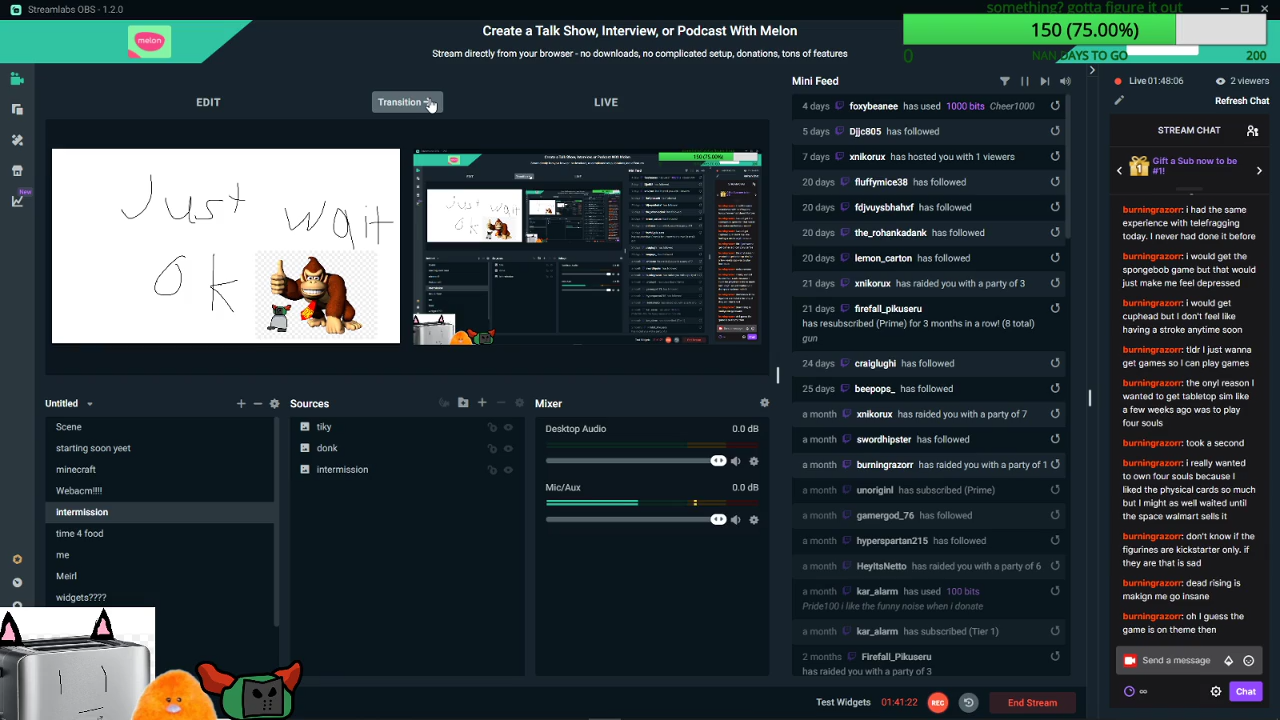 Streamlabs OBS - 1.2.0
something? gotta figure it out
melon
Create a Talk Show, Interview, or Podcast With Melon
Stream directly from your browser - no downloads, no complicated setup, donations, tons of features
150 (75.00%)
0
NAN DAYS TO GO
200
EDIT
Transition
LIVE
Just
wait
ok
New
Untitled
Scene
starting soon yeet
minecraft
Webacm!!!!
intermission
time 4 food
me
Meirl
widgets????
Sources
tiky
donk
intermission
Mixer
Desktop Audio
0.0 dB
Mic/Aux
0.0 dB
Mini Feed
4 days foxybeanee has used 1000 bits Cheer1000
5 days Djjc805 has followed
7 days xnikorux has hosted you with 1 viewers
20 days fluffymice38 has followed
20 days fdjvuysbhahxf has followed
20 days the_rohankadank has followed
20 days lemon_carton has followed
21 days xnikorux has raided you with a party of 3
21 days firefall_pikuseru
has resubscribed (Prime) for 3 months in a row! (8 total)
gun
24 days craiglughi has followed
25 days beepops_ has followed
a month xnikorux has raided you with a party of 7
a month swordhipster has followed
a month burningrazorr has raided you with a party of 1
a month unoriginl has subscribed (Prime)
a month gamergod_76 has followed
a month hyperspartan215 has followed
a month HeyItsNetto has raided you with a party of 6
a month kar_alarm has used 100 bits
Pride100 i like the funny noise when i donate
a month kar_alarm has subscribed (Tier 1)
2 months Firefall_Pikuseru
has raided you with a party of 3
Test Widgets
01:41:22
REC
End Stream
Live 01:48:06
2 viewers
Refresh Chat
STREAM CHAT
Gift a Sub now to be
#1!
burningrazorr: i had the same
experience with telefragging
today. I never had done it before
burningrazorr: i would get the
spongebob game but that would
just make me feel depressed
burningrazorr: i would get
cuphead but I don't feel like
having a stroke anytime soon
burningrazorr: tldr I just wanna
get games so I can play games
burningrazorr: the onyl reason I
wanted to get tabletop sim like
a few weeks ago was to play
four souls
burningrazorr: took a second
burningrazorr: i really wanted
to own four souls because I
liked the physical cards so much
but I might as well waited until
the space walmart sells it
burningrazorr: don't know if the
figurines are kickstarter only. if
they are that is sad
burningrazorr: dead rising is
makign me go insane
burningrazorr: oh I guess the
game is on theme then
Send a message
Chat